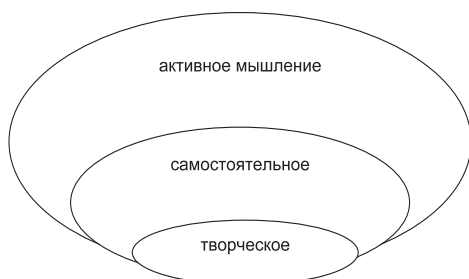 активное мышление
самостоятельное
творческое